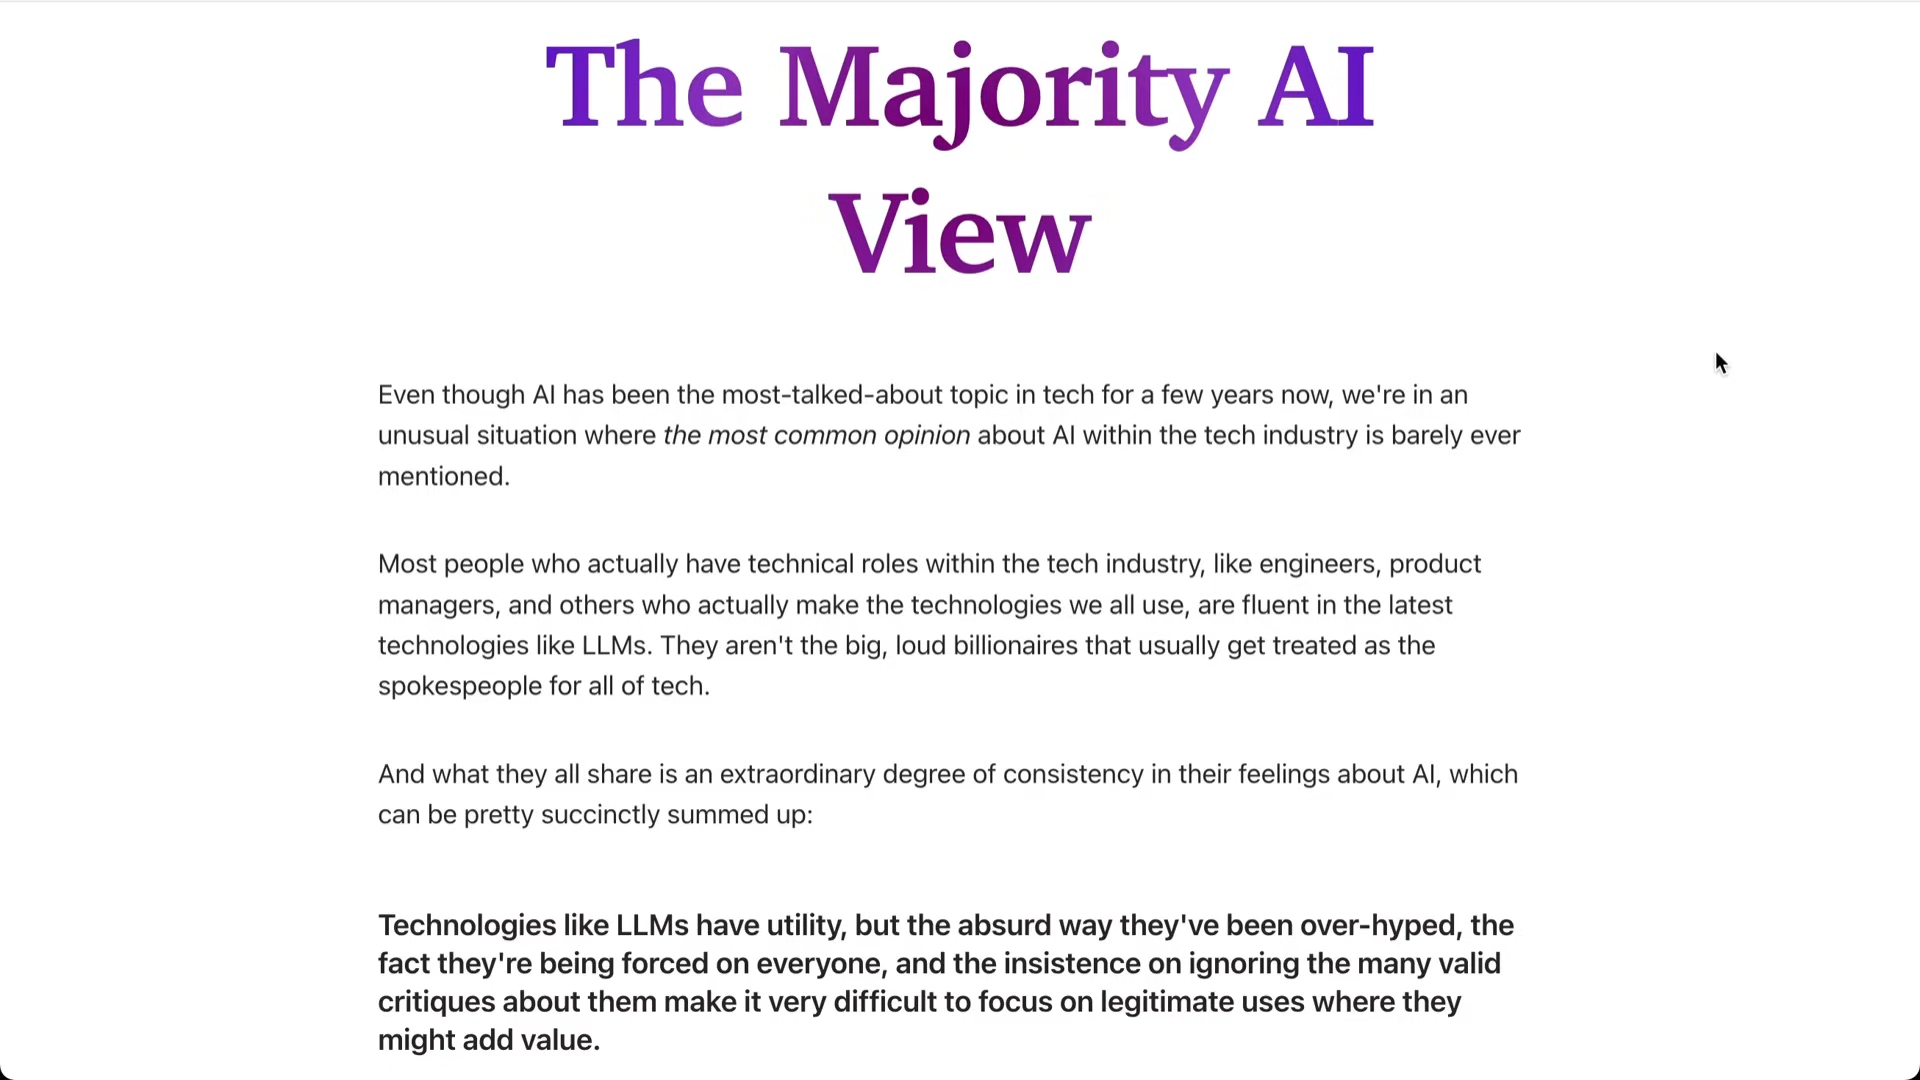 The Majority AI
View
Even though AI has been the most-talked-about topic in tech for a few years now, we're in an
unusual situation where the most common opinion about AI within the tech industry is barely ever
mentioned.
Most people who actually have technical roles within the tech industry, like engineers, product
managers, and others who actually make the technologies we all use, are fluent in the latest
technologies like LLMs. They aren't the big, loud billionaires that usually get treated as the
spokespeople for all of tech.
And what they all share is an extraordinary degree of consistency in their feelings about AI, which
can be pretty succinctly summed up:
Technologies like LLMs have utility, but the absurd way they've been over-hyped, the
fact they're being forced on everyone, and the insistence on ignoring the many valid
critiques about them make it very difficult to focus on legitimate uses where they
might add value.